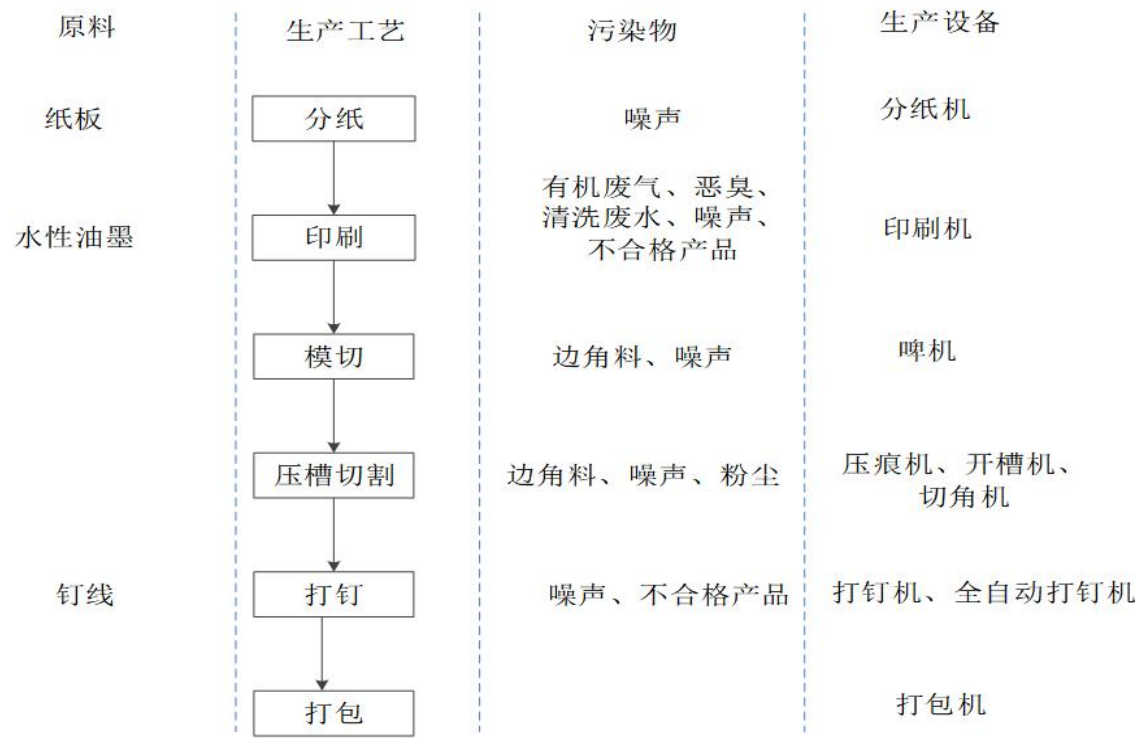 原料
生产工艺
污染物
生产设备
纸板
分纸
噪声
分纸机
水性油墨
印刷
有机废气、恶臭、
清洗废水、噪声、
不合格产品
印刷机
模切
边角料、噪声
啤机
压槽切割
边角料、噪声、粉尘
压痕机、开槽机、
切角机
钉线
打钉
噪声、不合格产品
打钉机、全自动打钉机
打包
打包机